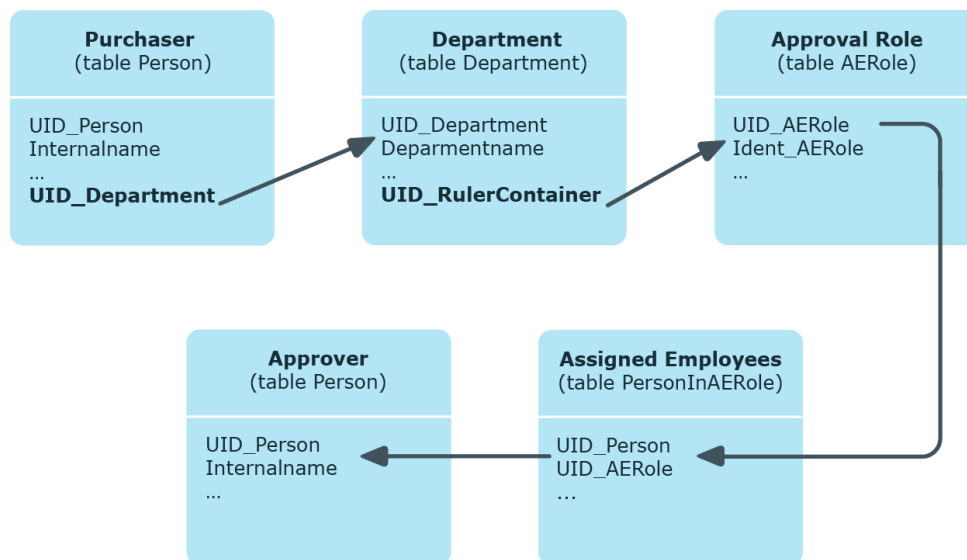 Purchaser
(table Person)
UID_Person
Internalname
...
UID_Department
Department
(table Department)
UID_Department
Deparmentname
...
UID_RulerContainer
Approval Role
(table AERole)
UID_AERole
Ident_AERole
...
Approver
(table Person)
UID_Person
Internalname
...
Assigned Employees
(table PersonInAERole)
UID_Person
UID_AERole
...